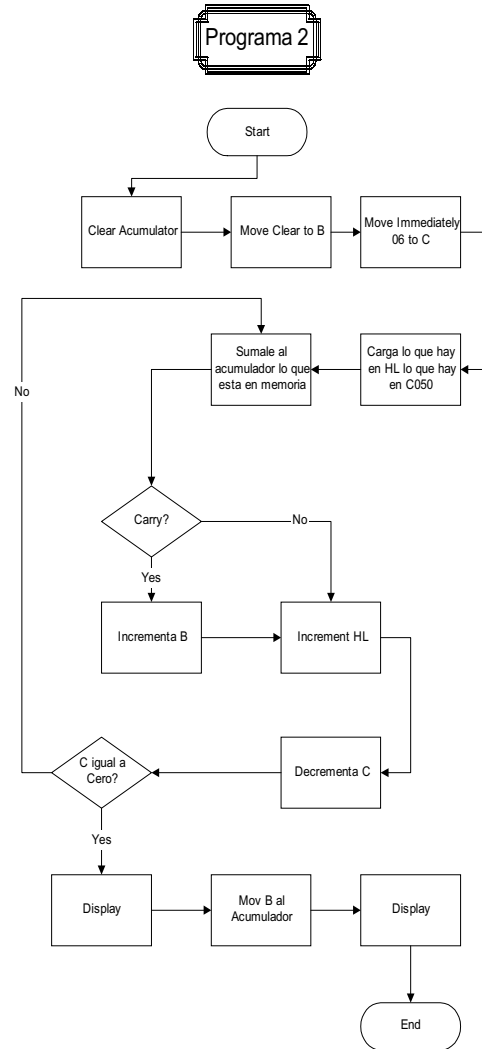 Programa 2
Start
Clear Acumulator
Move Clear to B
Move Immediately
06 to C
Sumale al
acumulador lo que
esta en memoria
Carga lo que hay
en HL lo que hay
en C050
No
Carry?
No
Yes
Incrementa B
Increment HL
C igual a
Cero?
Decrementa C
Yes
Display
Mov B al
Acumulador
Display
End